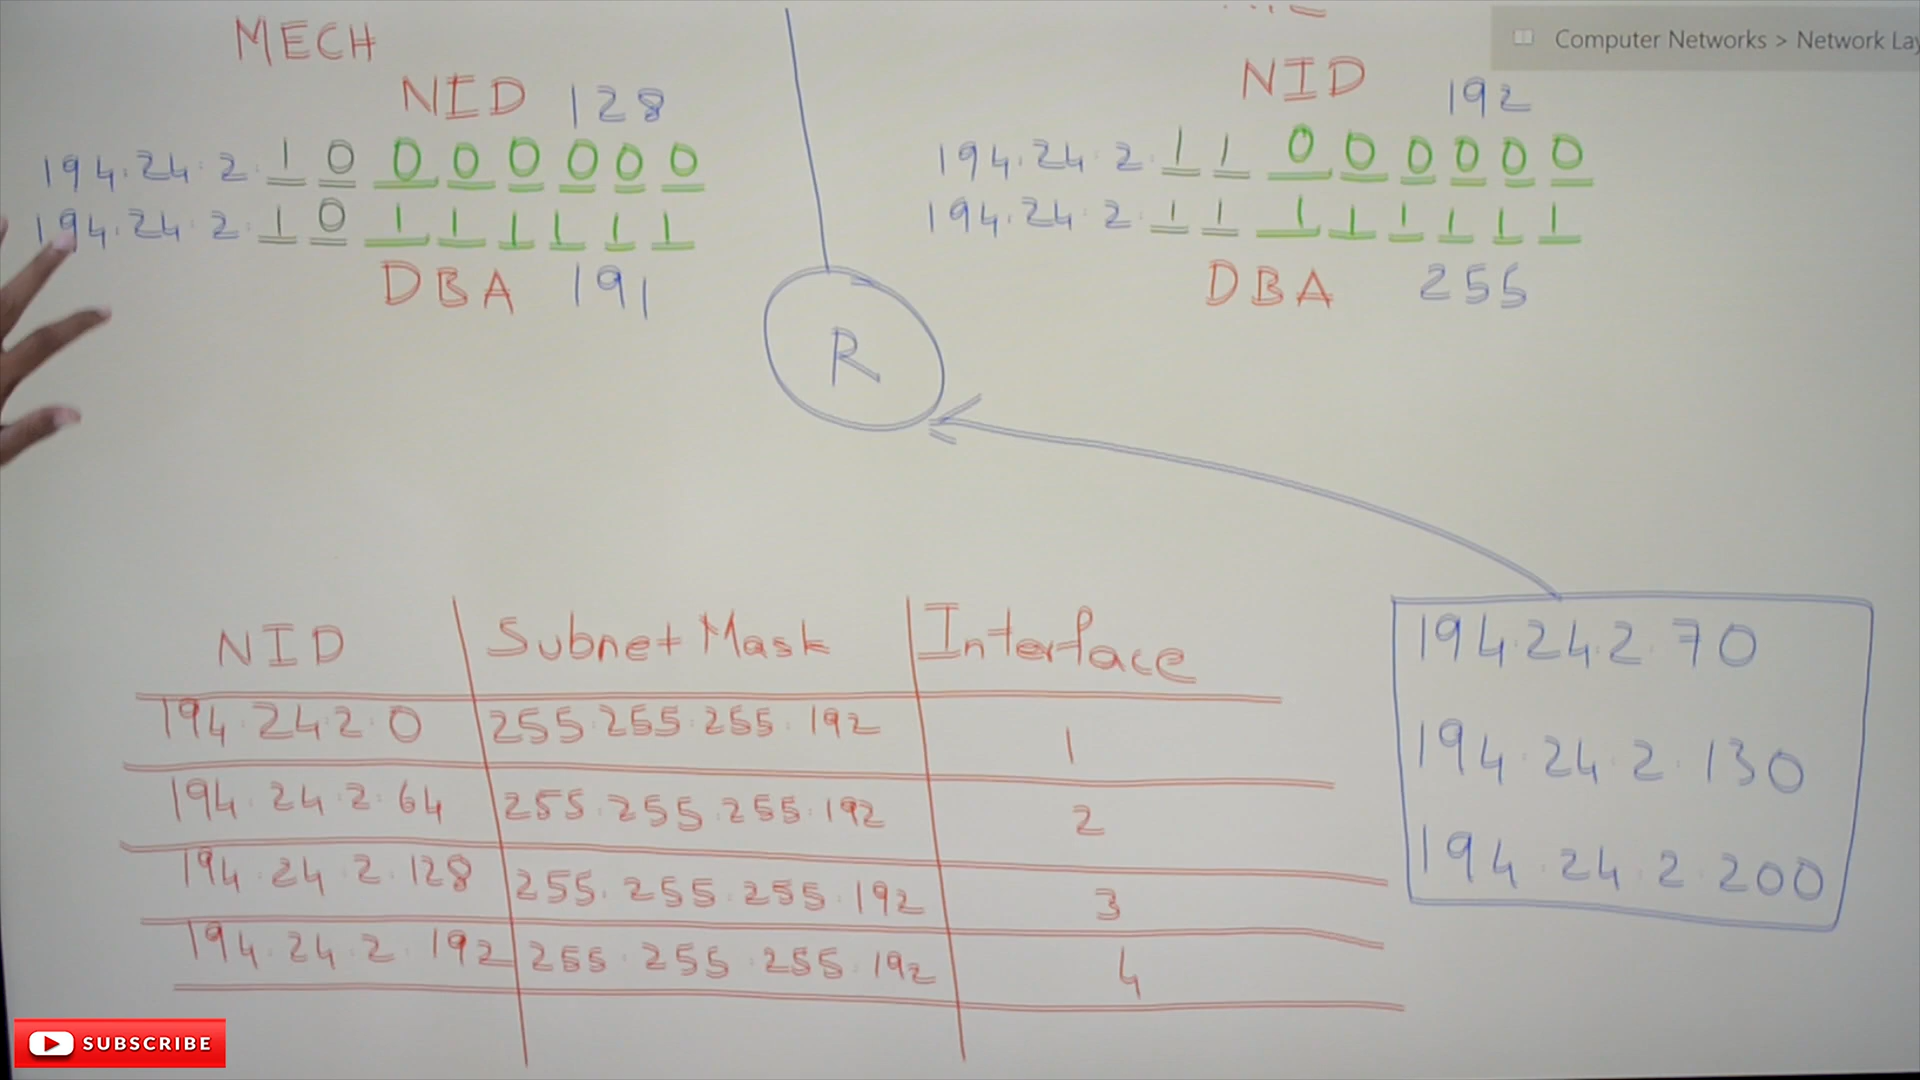 Computer Networks > Network Lay
MECH
NID 128
194.24.2.1 0 0 0 0 0 0 0
194.24.2.1 0 1 1 1 1 1 1
DBA 191
NID 192
194.24.2.1 1 0 0 0 0 0 0
194.24.2.1 1 1 1 1 1 1 1
DBA 255
R
NID Subnet Mask Interface
194.24.2.0 255.255.255.192 1
194.24.2.64 255.255.255.192 2
194.24.2.128 255.255.255.192 3
194.24.2.192 255.255.255.192 4
194.24.2.70
194.24.2.130
194.24.2.200
SUBSCRIBE